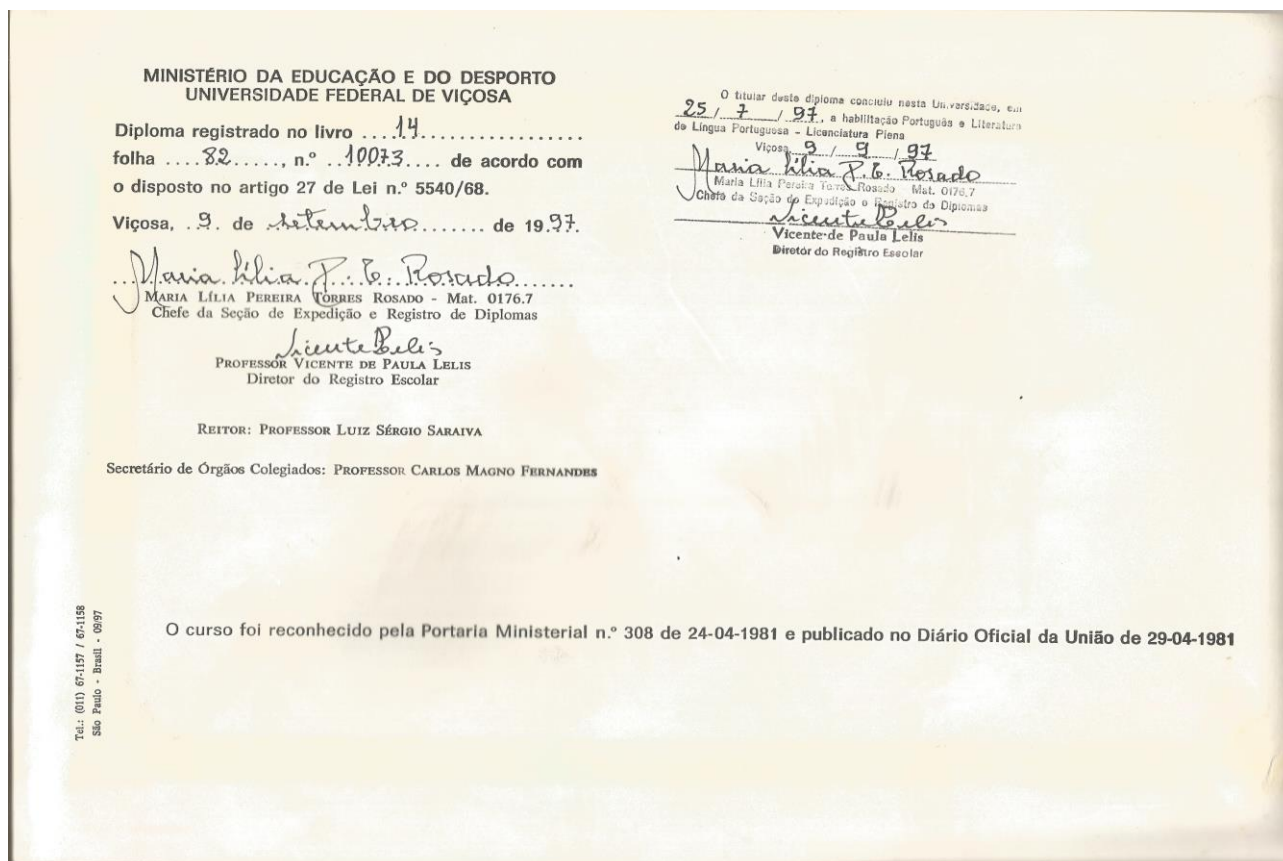 MINISTÉRIO DA EDUCAÇÃO E DO DESPORTO
UNIVERSIDADE FEDERAL DE VIÇOSA
Diploma registrado no livro ....14..................
folha ....82....., n.º ..10073.... de acordo com
o disposto no artigo 27 de Lei n.º 5540/68.
Viçosa, .9. de setembro....... de 1997.
Maria Lília P. T. Rosado
MARIA LÍLIA PEREIRA TORRES ROSADO - Mat. 0176.7
Chefe da Seção de Expedição e Registro de Diplomas
Vicente Lelis
PROFESSOR VICENTE DE PAULA LELIS
Diretor do Registro Escolar
REITOR: PROFESSOR LUIZ SÉRGIO SARAIVA
Secretário de Órgãos Colegiados: PROFESSOR CARLOS MAGNO FERNANDES
O titular deste diploma concluiu nesta Universidade, em
25 / 7 / 97, a habilitação Português e Literatura
de Língua Portuguesa - Licenciatura Plena
Viçosa, 9 / 9 / 97
Maria Lília P. T. Rosado
Maria Lília Pereira Torres Rosado Mat. 0176.7
Chefe da Seção de Expedição e Registro de Diplomas
Vicente Lelis
Vicente de Paula Lelis
Diretor do Registro Escolar
Tel.: (011) 67-1157 / 67-1158
São Paulo - Brasil - 09/97
O curso foi reconhecido pela Portaria Ministerial n.º 308 de 24-04-1981 e publicado no Diário Oficial da União de 29-04-1981